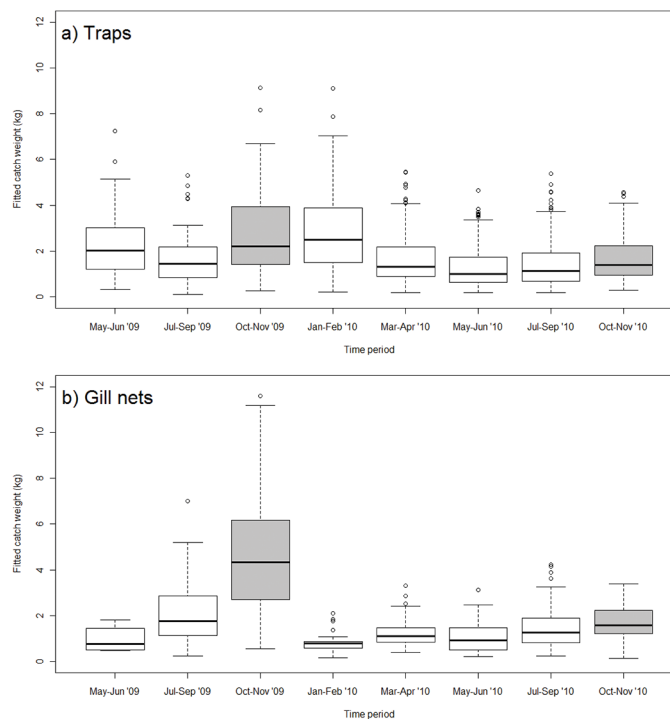 a) Traps
Fitted catch weight (kg)
12
10
8
6
4
2
0
May-Jun '09 Jul-Sep '09 Oct-Nov '09 Jan-Feb '10 Mar-Apr '10 May-Jun '10 Jul-Sep '10 Oct-Nov '10
Time period
b) Gill nets
Fitted catch weight (kg)
12
10
8
6
4
2
0
May-Jun '09 Jul-Sep '09 Oct-Nov '09 Jan-Feb '10 Mar-Apr '10 May-Jun '10 Jul-Sep '10 Oct-Nov '10
Time period